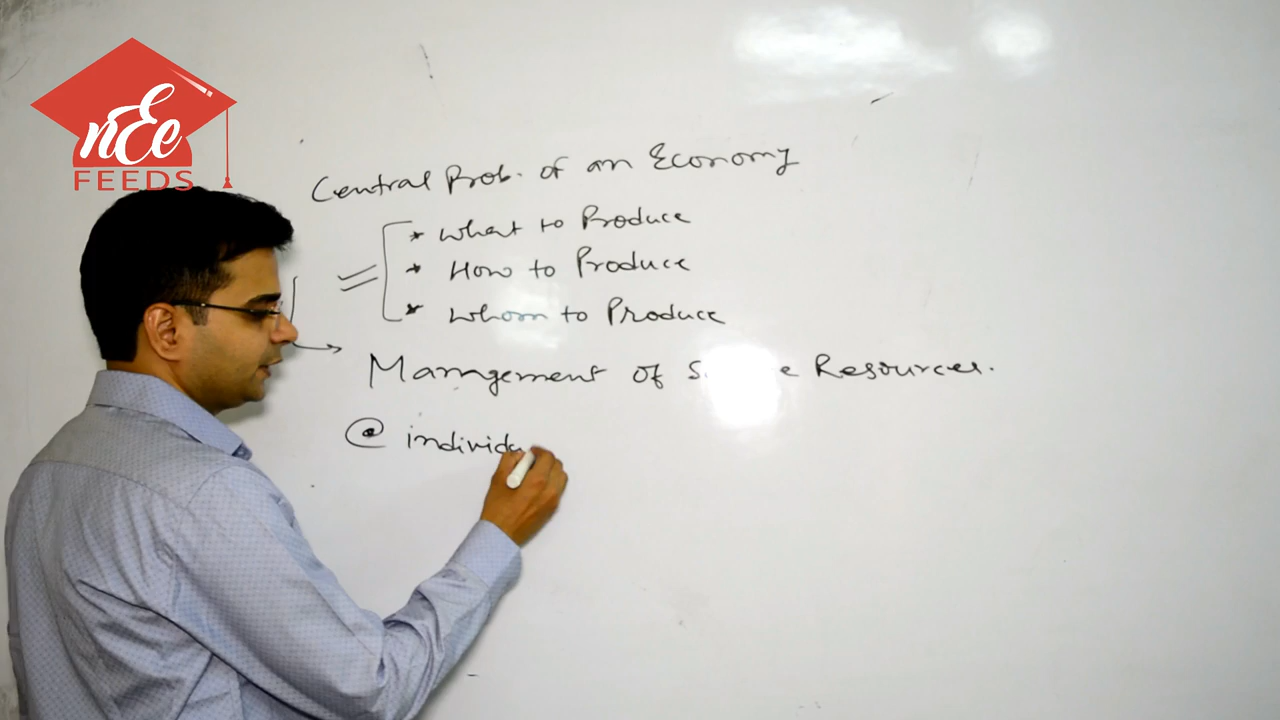 nEe
FEEDS
Central Prob. of an Economy
* What to Produce
* How to Produce
* Whom to Produce
Management of Resources.
@ individu